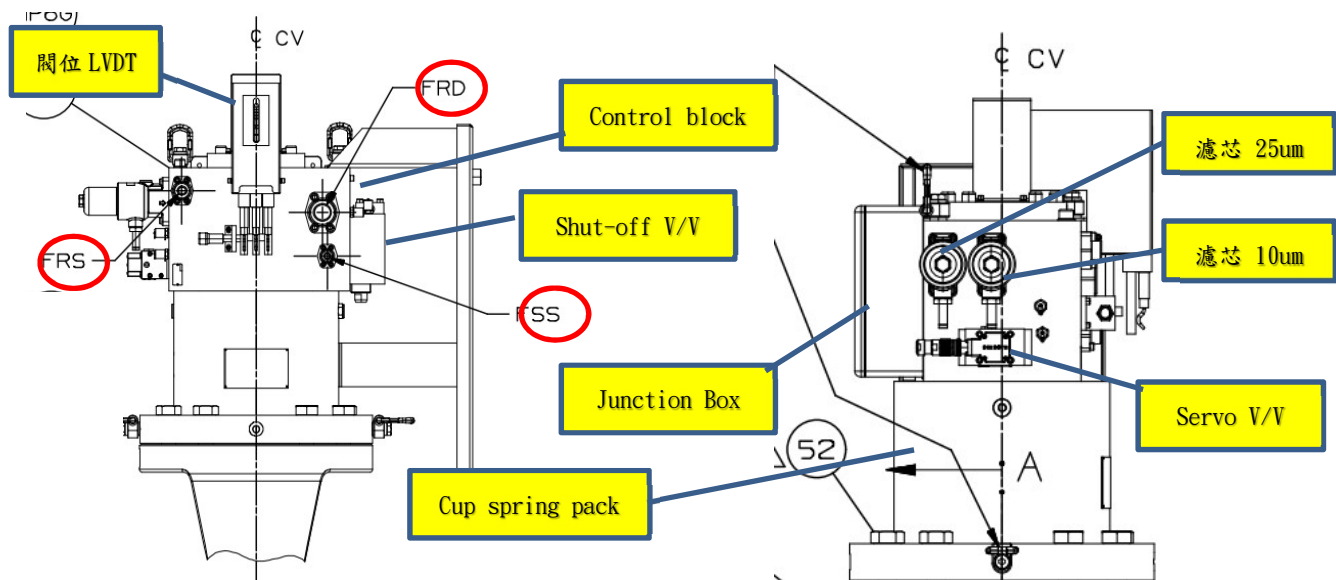 CV
閥位 LVDT
FRD
Control block
Shut-off V/V
FRS
FSS
CV
濾芯 25um
濾芯 10um
Junction Box
Servo V/V
52
A
Cup spring pack